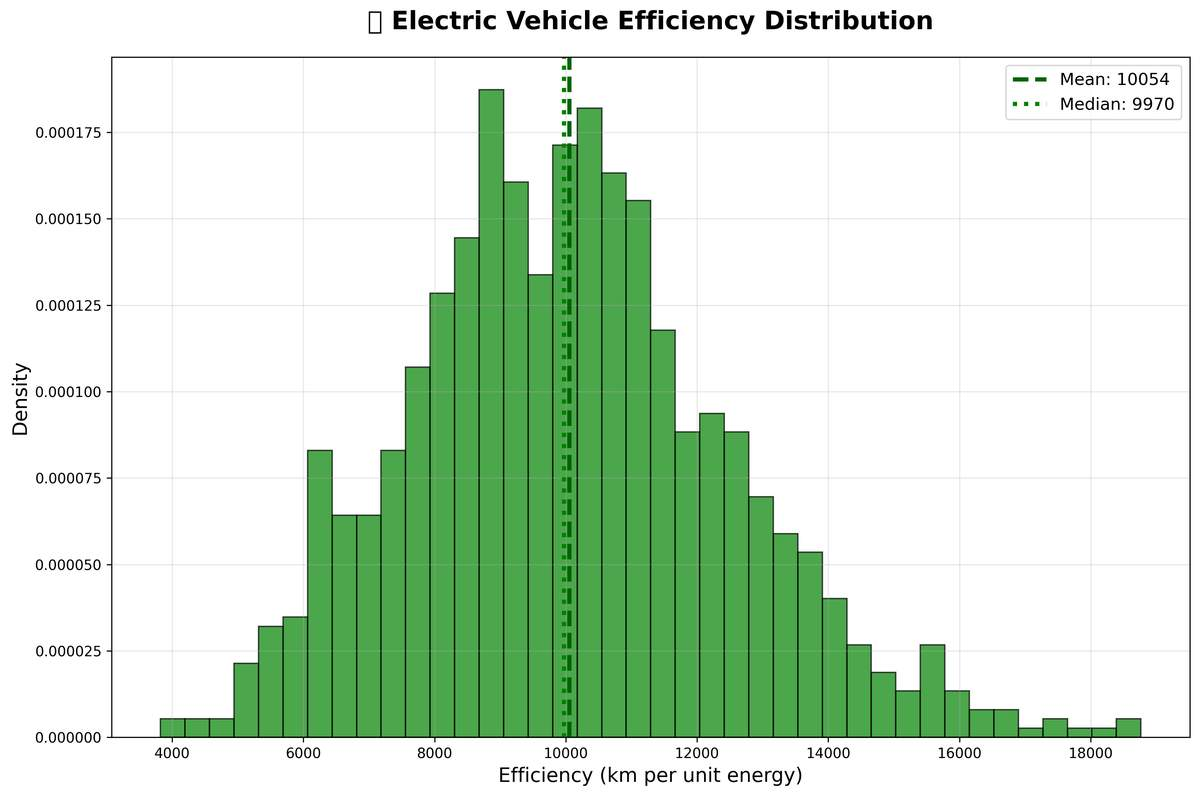 Electric Vehicle Efficiency Distribution
Mean: 10054
Median: 9970
Density
0.000175
0.000150
0.000125
0.000100
0.000075
0.000050
0.000025
0.000000
4000 6000 8000 10000 12000 14000 16000 18000
Efficiency (km per unit energy)